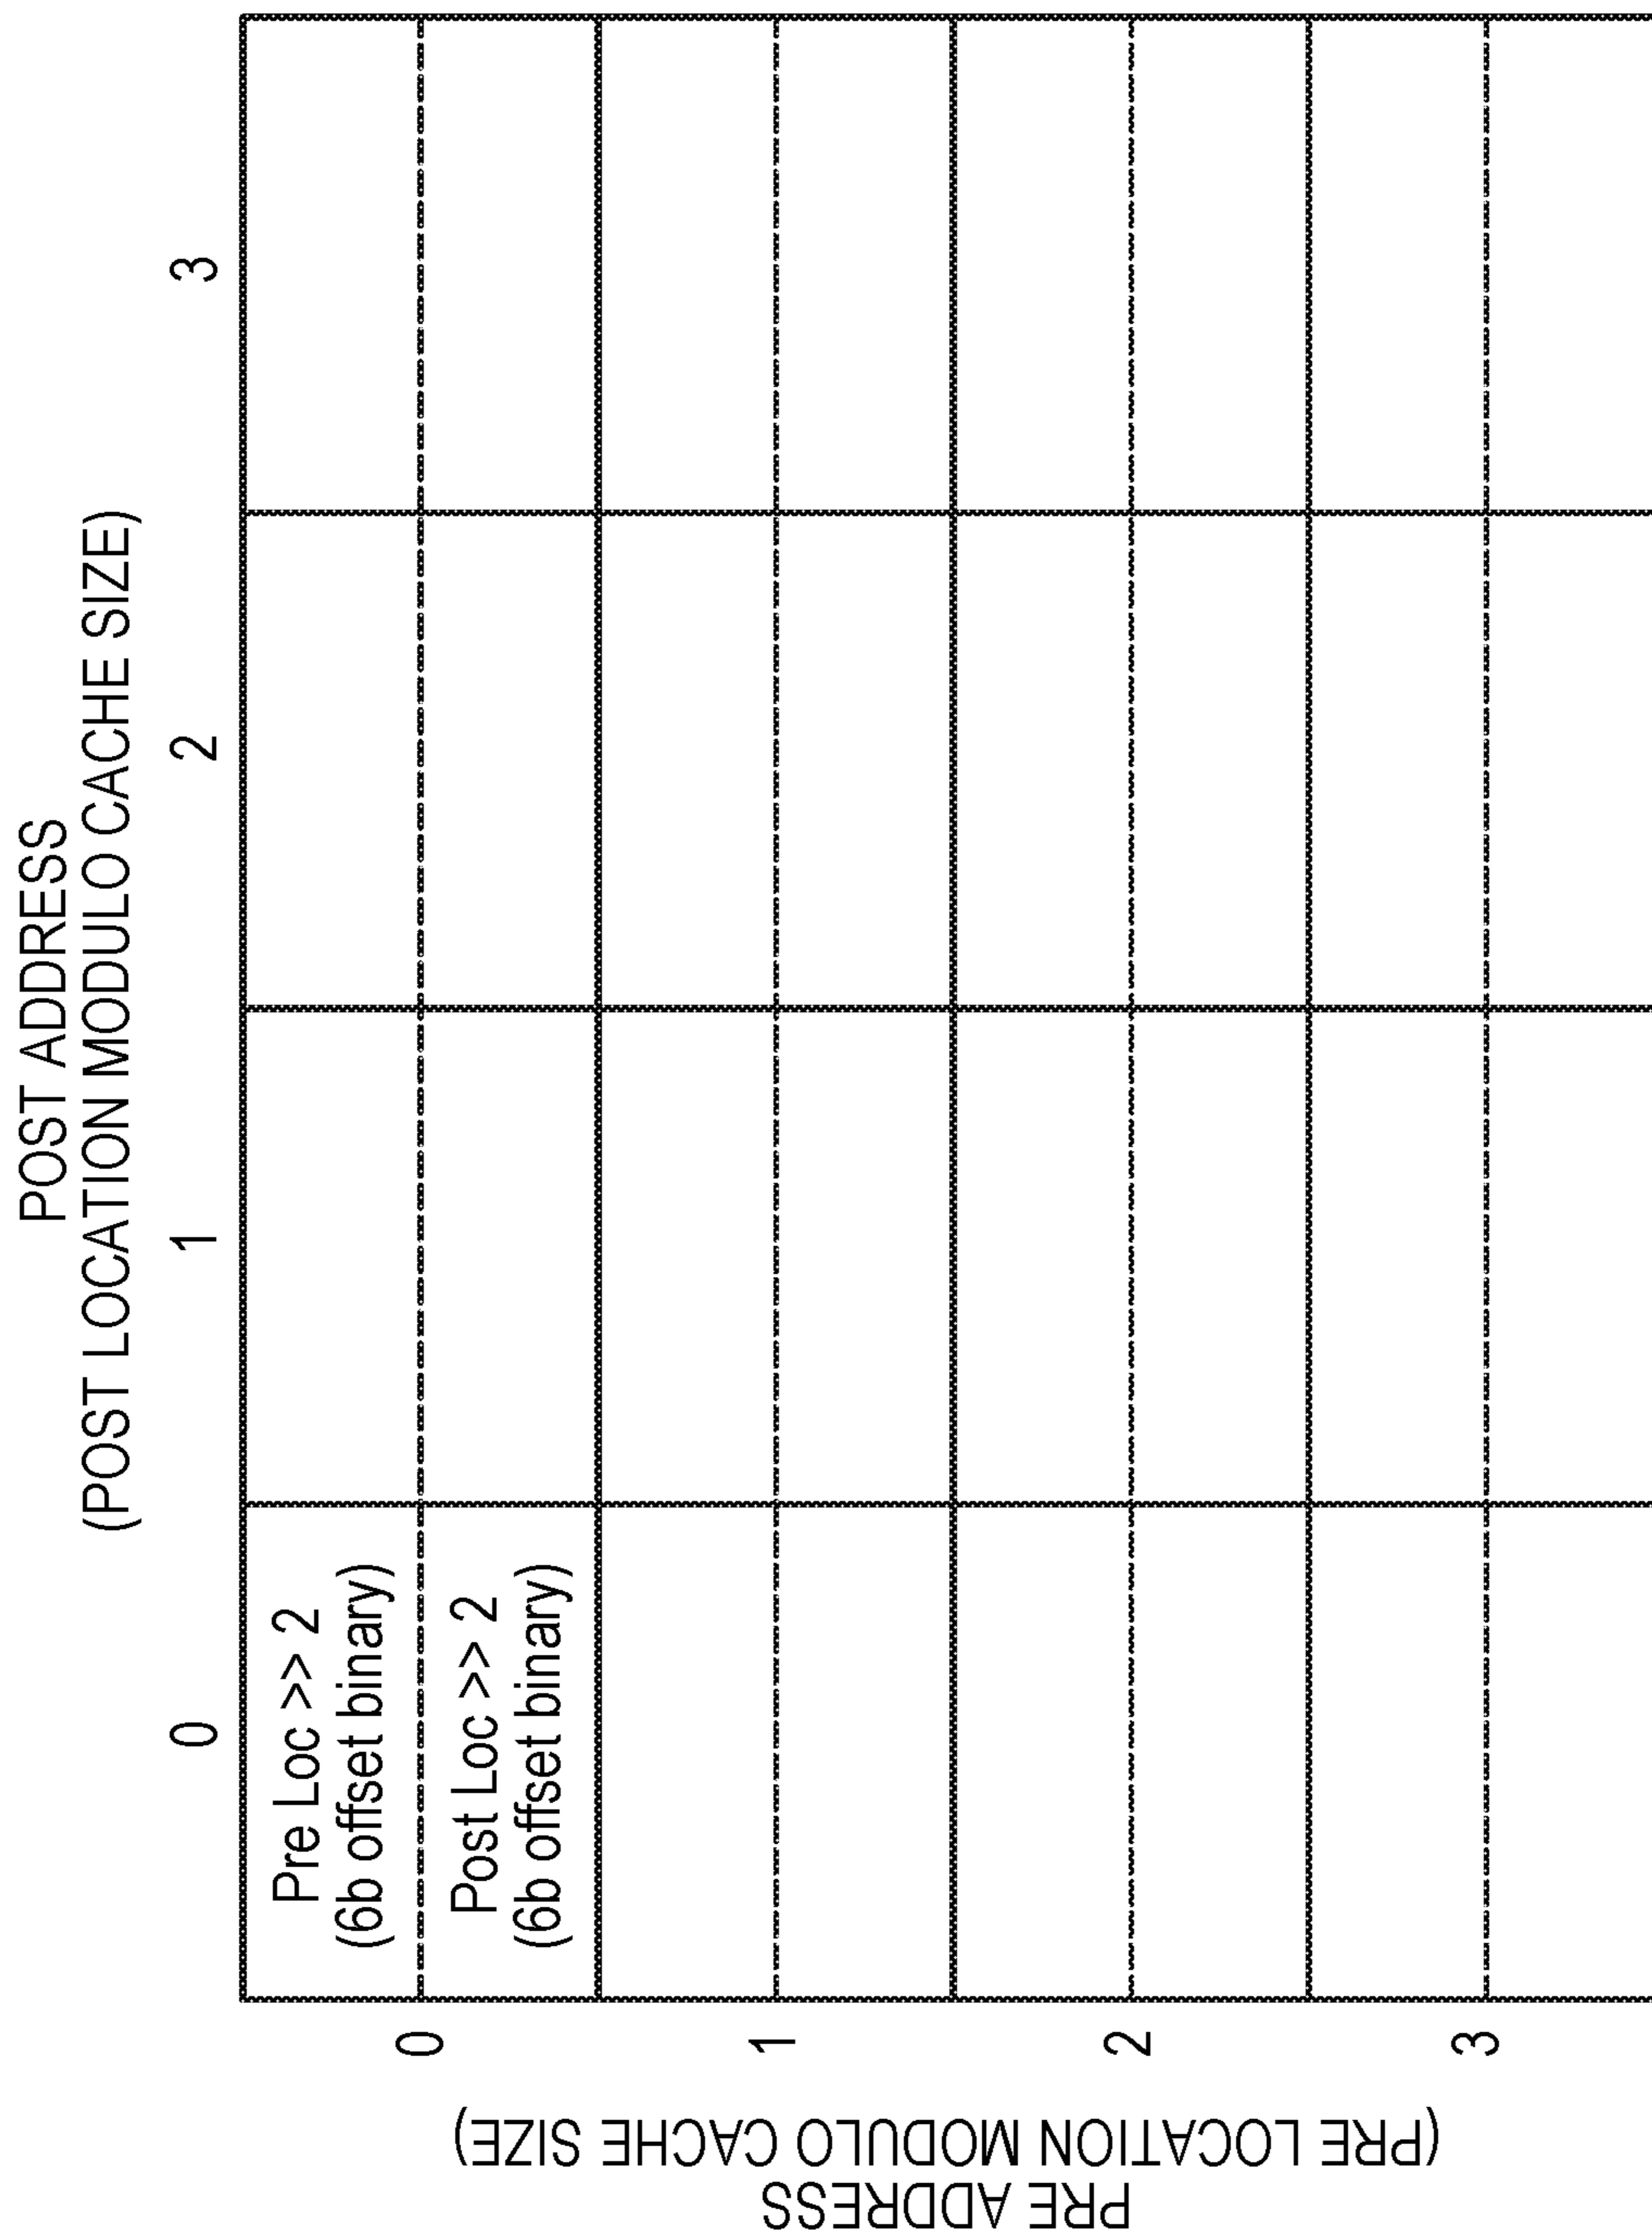 POST ADDRESS
(POST LOCATION MODULO CACHE SIZE)
0
1
2
3
PRE ADDRESS
(PRE LOCATION MODULO CACHE SIZE)
0
Pre Loc >> 2
(6b offset binary)
Post Loc >> 2
(6b offset binary)
1
2
3